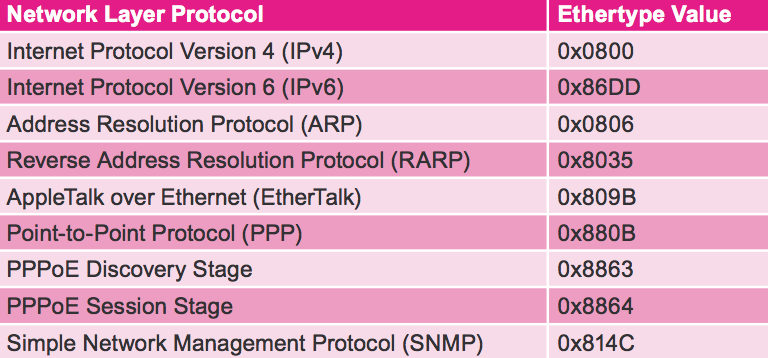 Network Layer Protocol Ethertype Value
Internet Protocol Version 4 (IPv4) 0x0800
Internet Protocol Version 6 (IPv6) 0x86DD
Address Resolution Protocol (ARP) 0x0806
Reverse Address Resolution Protocol (RARP) 0x8035
AppleTalk over Ethernet (EtherTalk) 0x809B
Point-to-Point Protocol (PPP) 0x880B
PPPoE Discovery Stage 0x8863
PPPoE Session Stage 0x8864
Simple Network Management Protocol (SNMP) 0x814C